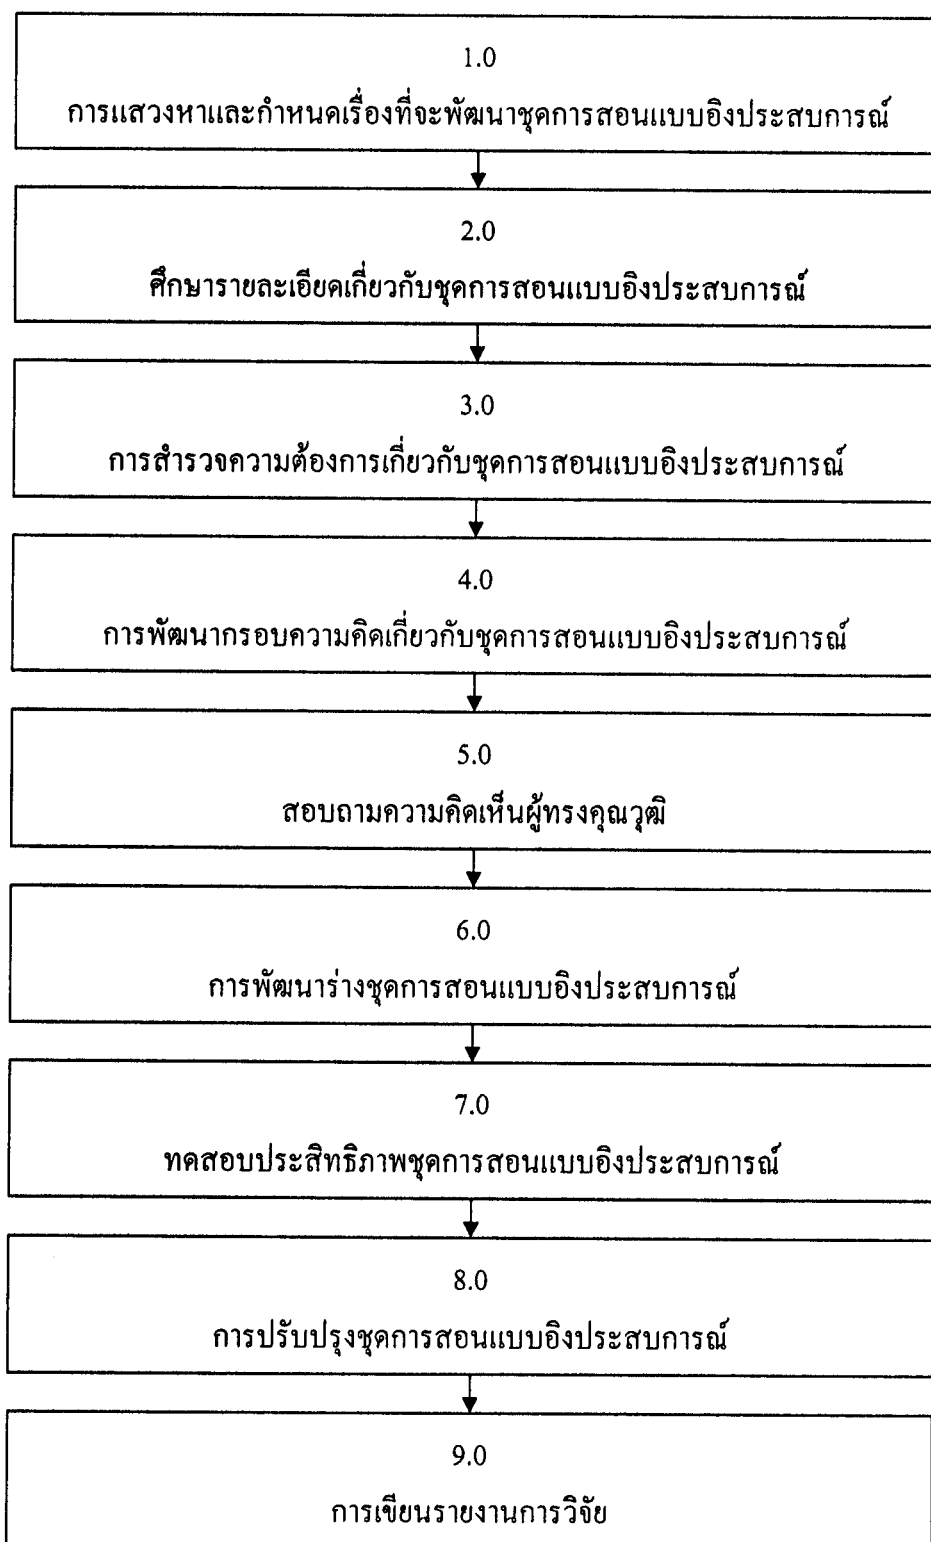 1.0
การแสวงหาและกำหนดเรื่องที่จะพัฒนาชุดการสอนแบบอิงประสบการณ์
2.0
ศึกษารายละเอียดเกี่ยวกับชุดการสอนแบบอิงประสบการณ์
3.0
การสำรวจความต้องการเกี่ยวกับชุดการสอนแบบอิงประสบการณ์
4.0
การพัฒนากรอบความคิดเกี่ยวกับชุดการสอนแบบอิงประสบการณ์
5.0
สอบถามความคิดเห็นผู้ทรงคุณวุฒิ
6.0
การพัฒนาร่างชุดการสอนแบบอิงประสบการณ์
7.0
ทดสอบประสิทธิภาพชุดการสอนแบบอิงประสบการณ์
8.0
การปรับปรุงชุดการสอนแบบอิงประสบการณ์
9.0
การเขียนรายงานการวิจัย